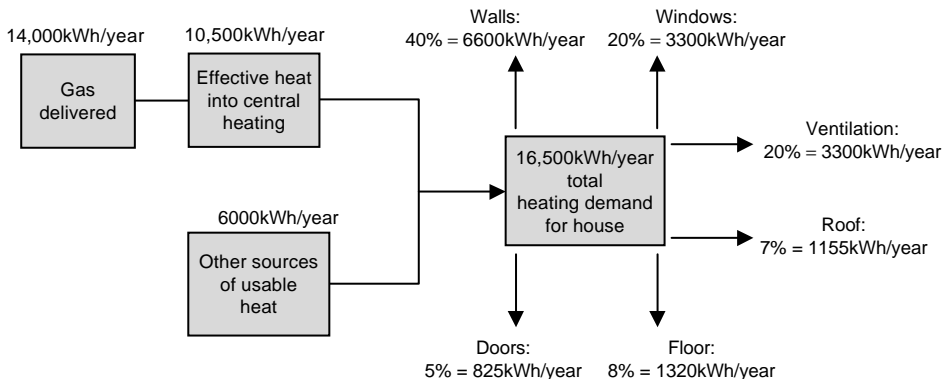 Walls:
40% = 6600kWh/year
Windows:
20% = 3300kWh/year
14,000kWh/year
10,500kWh/year
Gas
delivered
Effective heat
into central
heating
Ventilation:
20% = 3300kWh/year
16,500kWh/year
total
heating demand
for house
6000kWh/year
Other sources
of usable
heat
Roof:
7% = 1155kWh/year
Doors:
5% = 825kWh/year
Floor:
8% = 1320kWh/year